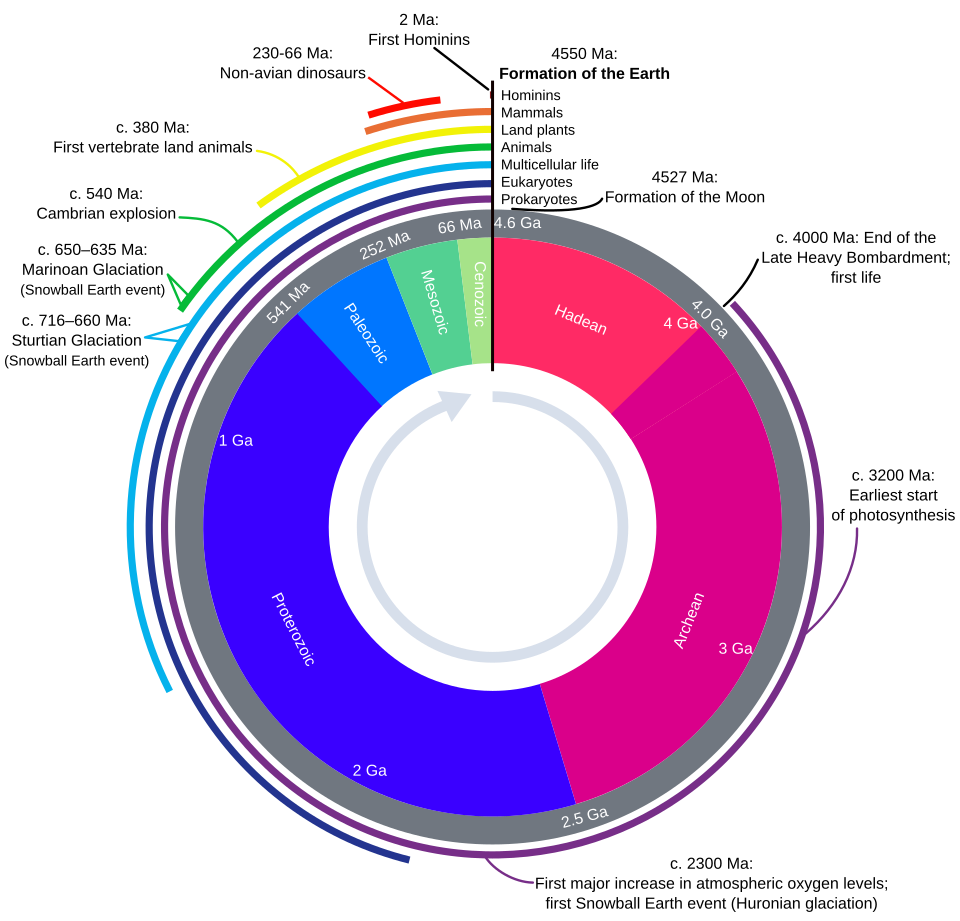 2 Ma:
First Hominins
230-66 Ma:
Non-avian dinosaurs
4550 Ma:
Formation of the Earth
Hominins
Mammals
Land plants
Animals
Multicellular life
Eukaryotes
Prokaryotes
c. 380 Ma:
First vertebrate land animals
4527 Ma:
Formation of the Moon
c. 540 Ma:
Cambrian explosion
c. 650–635 Ma:
Marinoan Glaciation
(Snowball Earth event)
c. 716–660 Ma:
Sturtian Glaciation
(Snowball Earth event)
c. 4000 Ma: End of the
Late Heavy Bombardment;
first life
4.6 Ga
4.0 Ga
2.5 Ga
541 Ma
252 Ma
66 Ma
Hadean
4 Ga
Archean
3 Ga
Proterozoic
2 Ga
1 Ga
Paleozoic
Mesozoic
Cenozoic
c. 3200 Ma:
Earliest start
of photosynthesis
c. 2300 Ma:
First major increase in atmospheric oxygen levels;
first Snowball Earth event (Huronian glaciation)